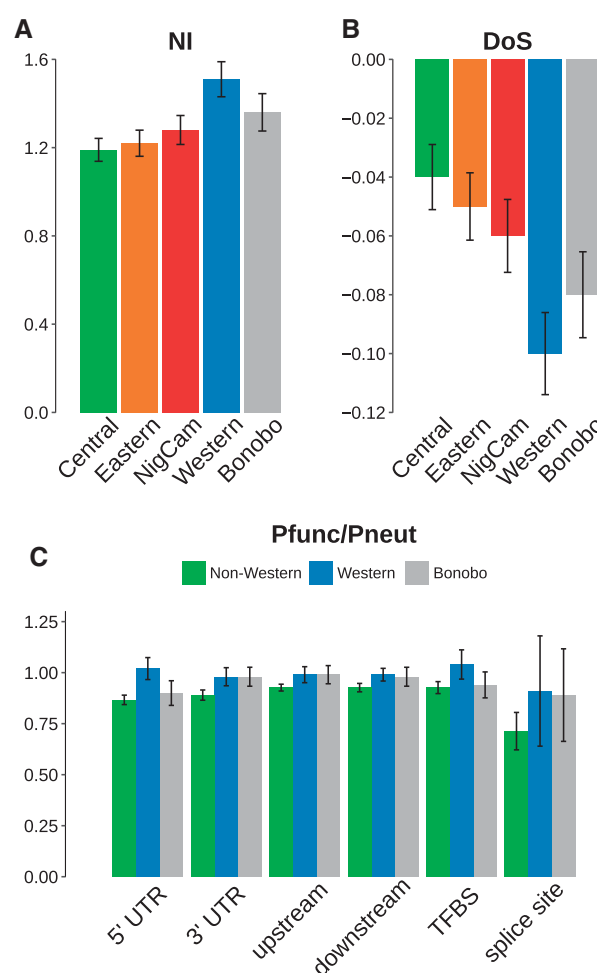 A
NI
1.6
1.2
0.8
0.4
0.0
Central
Eastern
NigCam
Western
Bonobo
B
DoS
0.00
−0.02
−0.04
−0.06
−0.08
−0.10
−0.12
Central
Eastern
NigCam
Western
Bonobo
C
Pfunc/Pneut
Non-Western Western Bonobo
1.25
1.00
0.75
0.50
0.25
0.00
5' UTR
3' UTR
upstream
downstream
TFBS
splice site